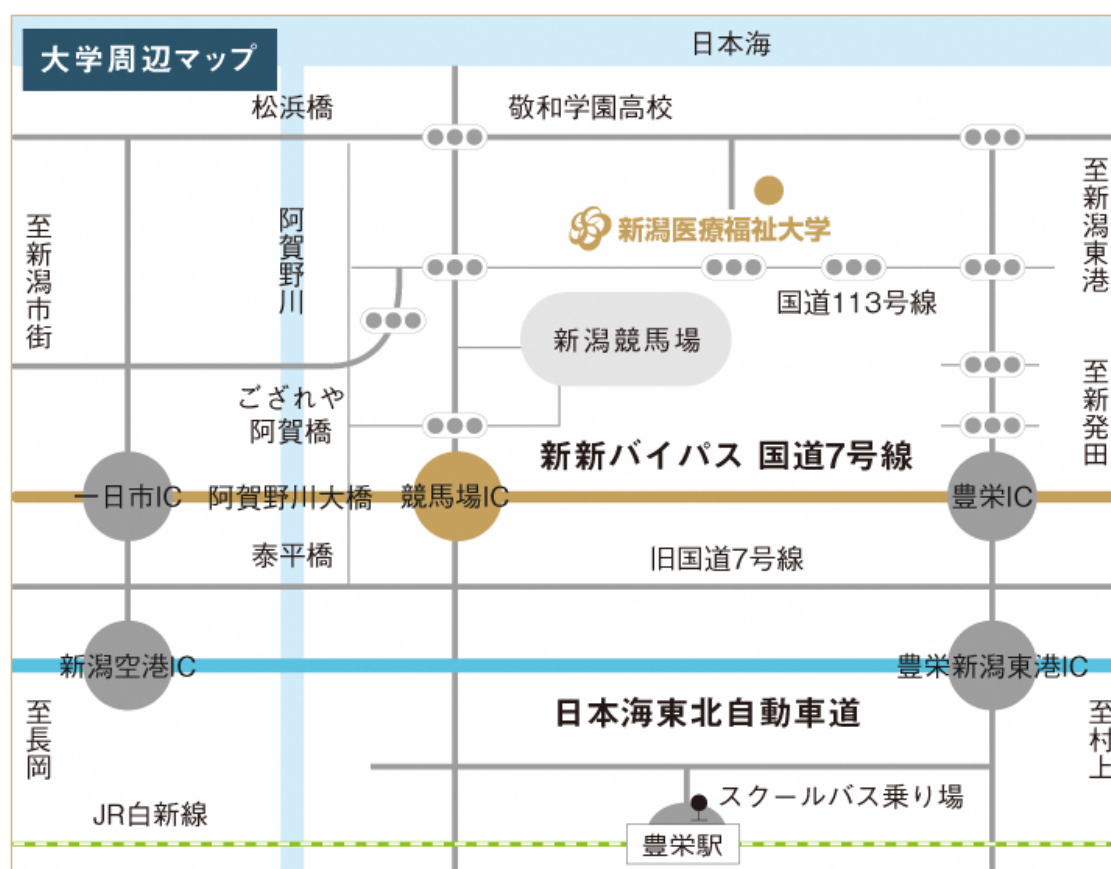 大学周辺マップ
日本海
松浜橋
敬和学園高校
至新潟市街
阿賀野川
新潟医療福祉大学
至新潟東港
国道113号線
新潟競馬場
ござれや
阿賀橋
至新発田
新新バイパス 国道7号線
一日市IC
阿賀野川大橋
競馬場IC
豊栄IC
泰平橋
旧国道7号線
新潟空港IC
豊栄新潟東港IC
至長岡
日本海東北自動車道
至村上
JR白新線
スクールバス乗り場
豊栄駅